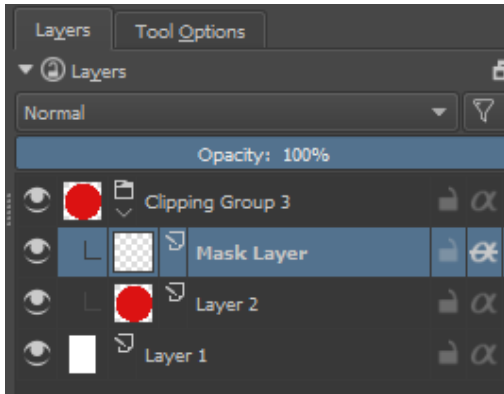 Layers Tool Options
Layers
Normal
Opacity: 100%
Clipping Group 3
Mask Layer
Layer 2
Layer 1